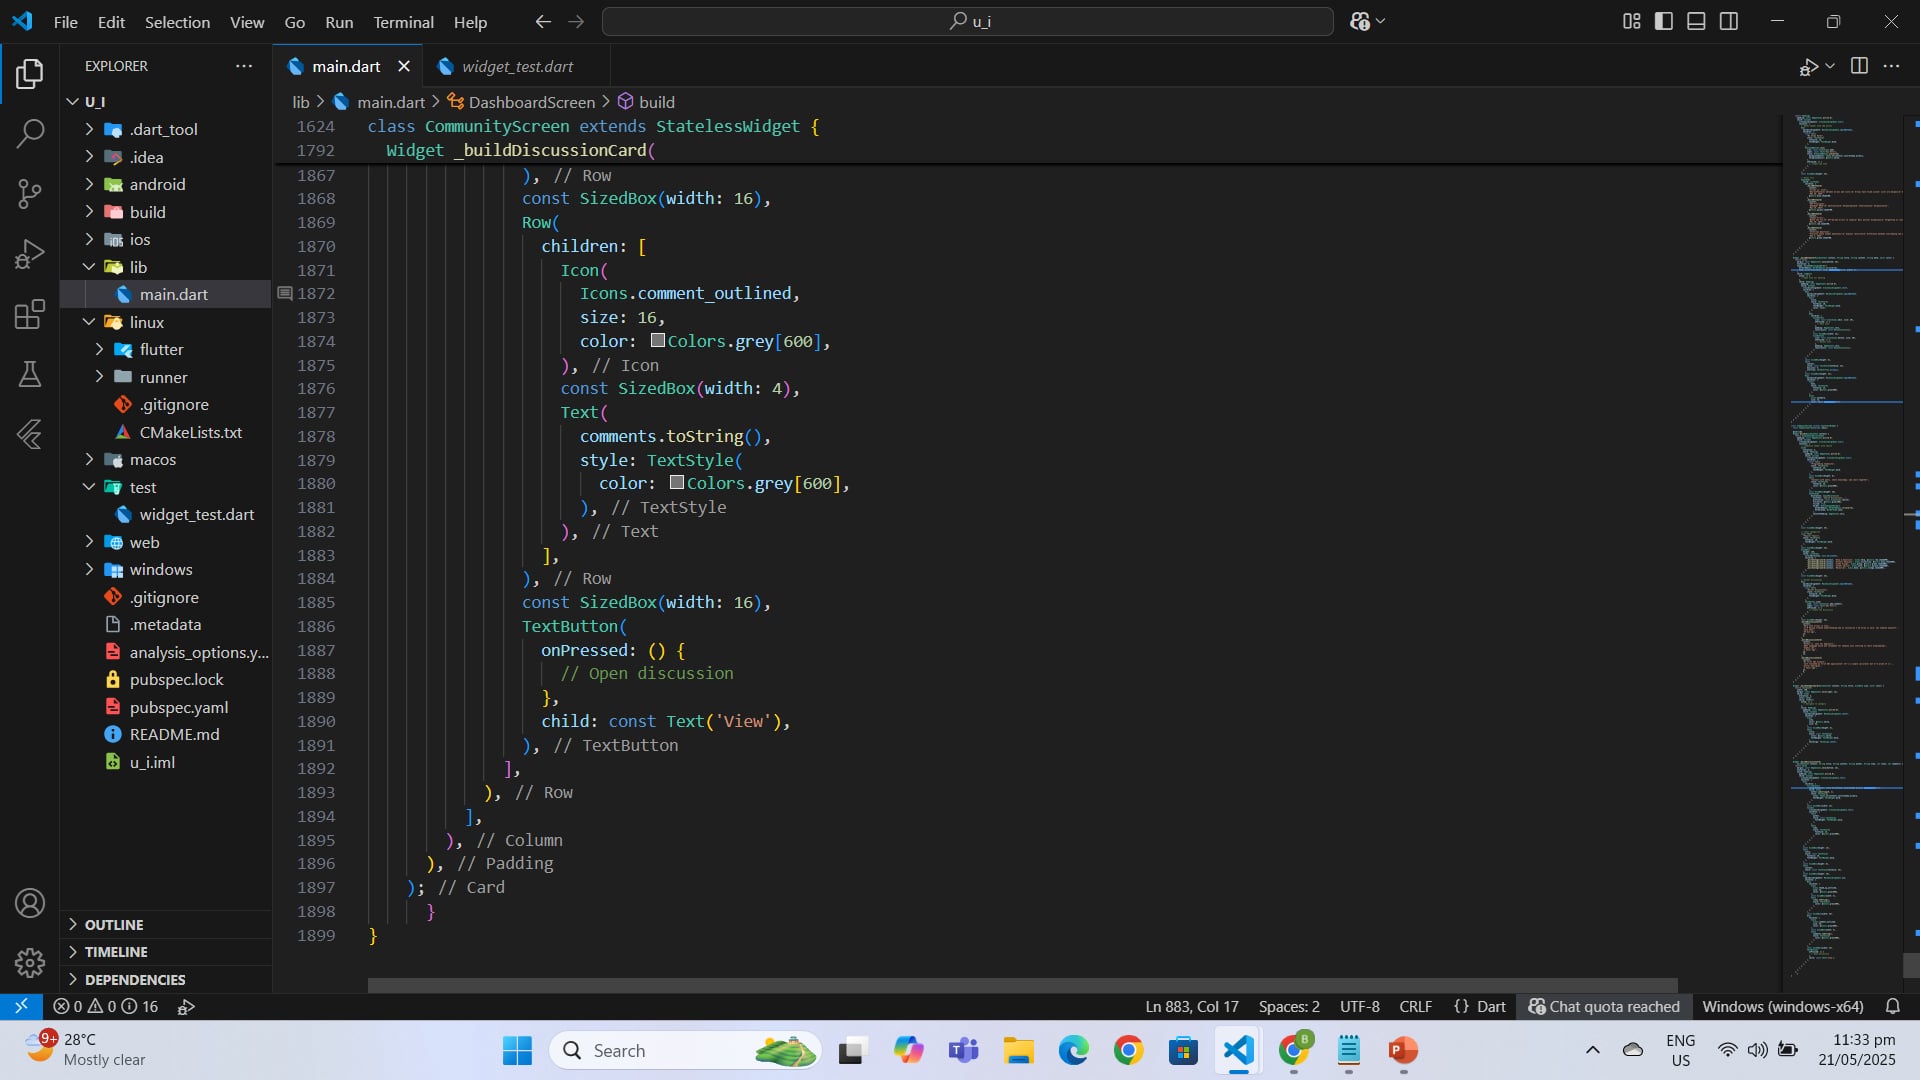 File Edit Selection View Go Run Terminal Help
u_i
EXPLORER
main.dart
widget_test.dart
U_I
.dart_tool
.idea
android
build
ios
lib
main.dart
linux
flutter
runner
.gitignore
CMakeLists.txt
macos
test
widget_test.dart
web
windows
.gitignore
.metadata
analysis_options.y...
pubspec.lock
pubspec.yaml
README.md
u_i.iml
OUTLINE
TIMELINE
DEPENDENCIES
lib > main.dart > DashboardScreen > build
1624 class CommunityScreen extends StatelessWidget {
1792 Widget _buildDiscussionCard(
1867 ), // Row
1868 const SizedBox(width: 16),
1869 Row(
1870 children: [
1871 Icon(
1872 Icons.comment_outlined,
1873 size: 16,
1874 color: Colors.grey[600],
1875 ), // Icon
1876 const SizedBox(width: 4),
1877 Text(
1878 comments.toString(),
1879 style: TextStyle(
1880 color: Colors.grey[600],
1881 ), // TextStyle
1882 ), // Text
1883 ],
1884 ), // Row
1885 const SizedBox(width: 16),
1886 TextButton(
1887 onPressed: () {
1888 // Open discussion
1889 },
1890 child: const Text('View'),
1891 ), // TextButton
1892 ],
1893 ), // Row
1894 ],
1895 ), // Column
1896 ), // Padding
1897 ); // Card
1898 }
1899 }
0 0 16
Ln 883, Col 17 Spaces: 2 UTF-8 CRLF {} Dart Chat quota reached Windows (windows-x64)
9+
28°C
Mostly clear
Search
B
ENG
US
11:33 pm
21/05/2025